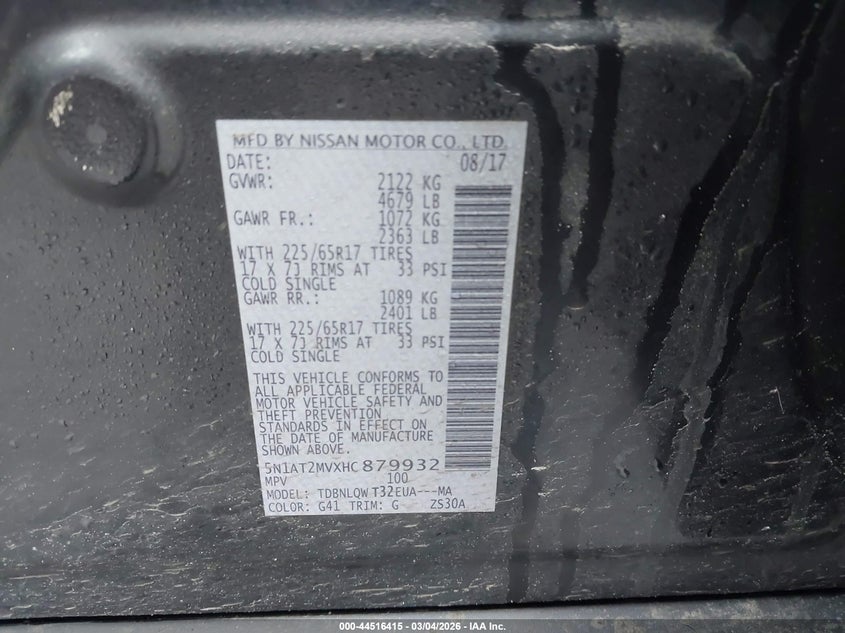 MFD BY NISSAN MOTOR CO., LTD.
DATE: 08/17
GVWR: 2122 KG
4679 LB
GAWR FR.: 1072 KG
2363 LB
WITH 225/65R17 TIRES
17 X 7J RIMS AT 33 PSI
COLD SINGLE
GAWR RR.: 1089 KG
2401 LB
WITH 225/65R17 TIRES
17 X 7J RIMS AT 33 PSI
COLD SINGLE
THIS VEHICLE CONFORMS TO
ALL APPLICABLE FEDERAL
MOTOR VEHICLE SAFETY AND
THEFT PREVENTION
STANDARDS IN EFFECT ON
THE DATE OF MANUFACTURE
SHOWN ABOVE.
5N1AT2MVXHC879932
MPV 100
MODEL: TDBNLQWT32EUA---MA
COLOR: G41 TRIM: G ZS30A
000-44516415 - 03/04/2026 - IAA Inc.